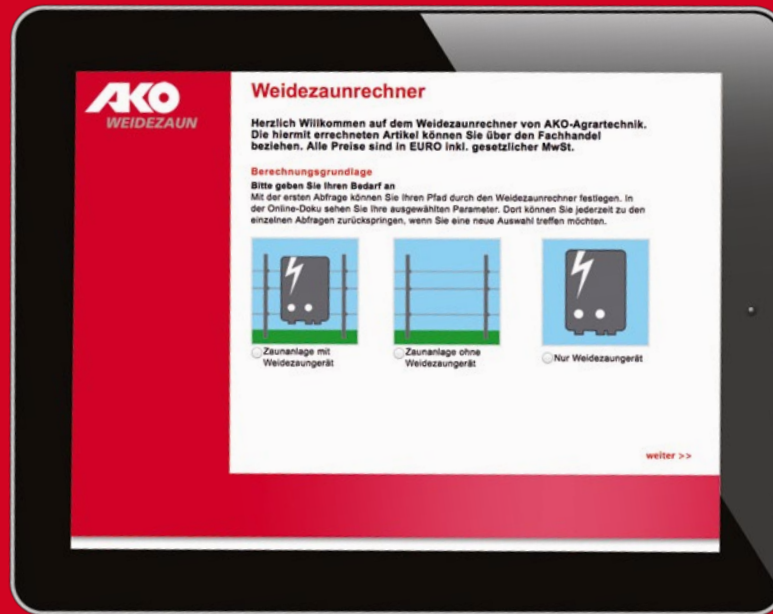 AKO
WEIDEZAUN
Weidezaunrechner
Herzlich Willkommen auf dem Weidezaunrechner von AKO-Agrartechnik.
Die hiermit errechneten Artikel können Sie über den Fachhandel
beziehen. Alle Preise sind in EURO inkl. gesetzlicher MwSt.
Berechnungsgrundlage
Bitte geben Sie Ihren Bedarf an
Mit der ersten Abfrage können Sie Ihren Pfad durch den Weidezaunrechner festlegen. In
der Online-Doku sehen Sie Ihre ausgewählten Parameter. Dort können Sie jederzeit zu den
einzelnen Abfragen zurückspringen, wenn Sie eine neue Auswahl treffen möchten.
Zaunanlage mit
Weidezaungerät
Zaunanlage ohne
Weidezaungerät
Nur Weidezaungerät
weiter >>